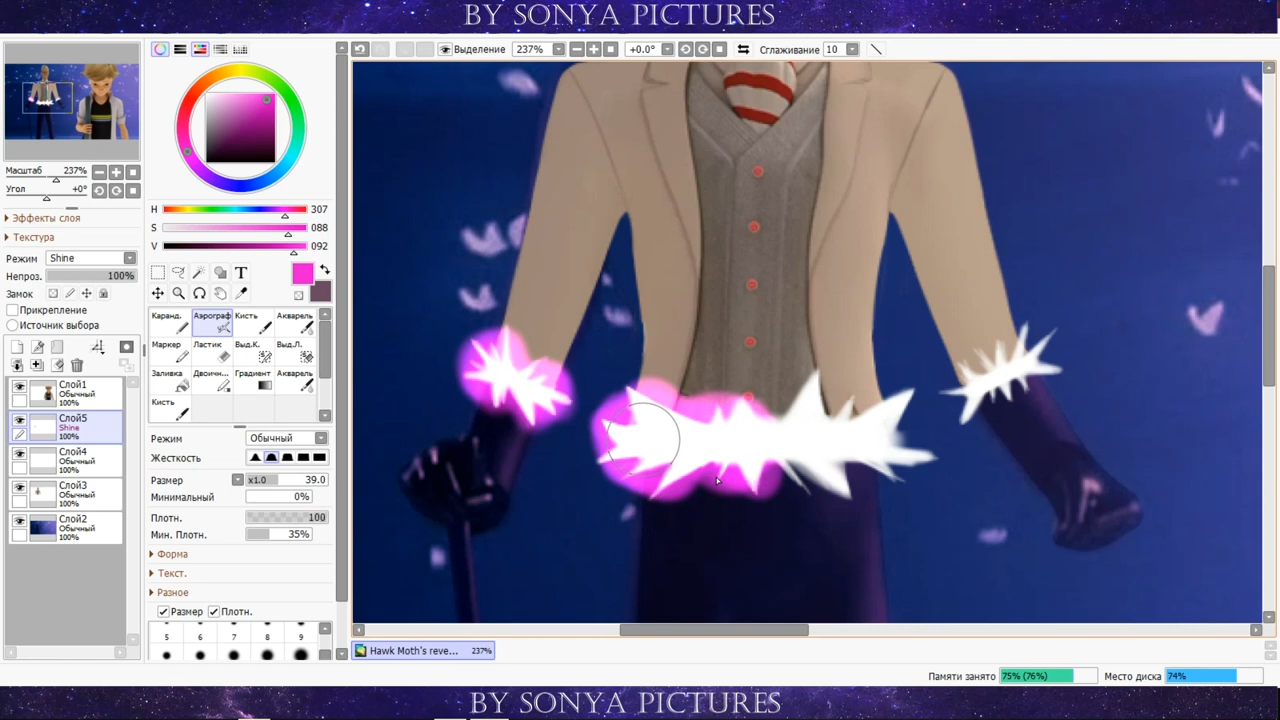 BY SONYA PICTURES
Выделение 237% +0.0° Сглаживание 10
Масштаб 237%
Угол +0°
Эффекты слоя
Текстура
Режим Shine
Непроз. 100%
Замок
Прикрепление
Источник выбора
Слой1
Обычный
100%
Слой5
Shine
100%
Слой4
Обычный
100%
Слой3
Обычный
100%
Слой2
Обычный
100%
H 307
S 088
V 092
T
Каранд. Аэрограф Кисть Акварель
Маркер Ластик Выд.К. Выд.Л.
Заливка Двоичн... Градиент Акварель
Кисть
Режим Обычный
Жесткость
Размер x1.0 39.0
Минимальный 0%
Плотн. 100
Мин. Плотн. 35%
Форма
Текст.
Разное
Размер Плотн.
5 6 7 8 9
Hawk Moth's reve... 237%
Памяти занято 75% (76%) Место диска 74%
BY SONYA PICTURES